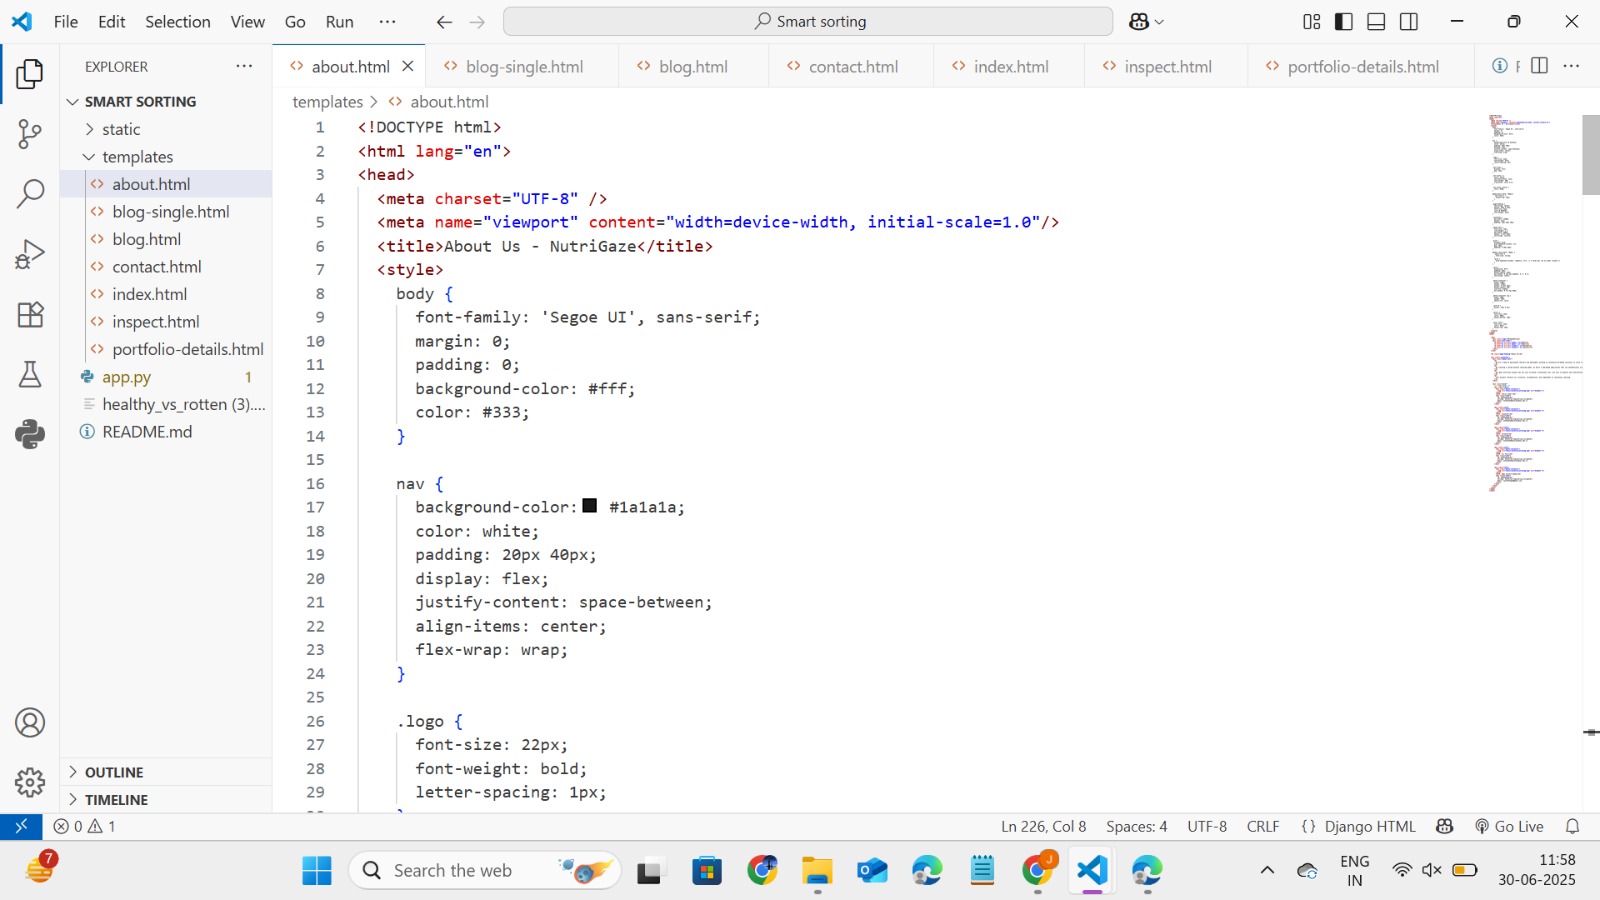 File Edit Selection View Go Run ··· Smart sorting
EXPLORER ···
SMART SORTING
static
templates
about.html
blog-single.html
blog.html
contact.html
index.html
inspect.html
portfolio-details.html
app.py 1
healthy_vs_rotten (3)....
README.md
OUTLINE
TIMELINE
about.html blog-single.html blog.html contact.html index.html inspect.html portfolio-details.html
templates > about.html
1 <!DOCTYPE html>
2 <html lang="en">
3 <head>
4 <meta charset="UTF-8" />
5 <meta name="viewport" content="width=device-width, initial-scale=1.0"/>
6 <title>About Us - NutriGaze</title>
7 <style>
8 body {
9 font-family: 'Segoe UI', sans-serif;
10 margin: 0;
11 padding: 0;
12 background-color: #fff;
13 color: #333;
14 }
15
16 nav {
17 background-color: #1a1a1a;
18 color: white;
19 padding: 20px 40px;
20 display: flex;
21 justify-content: space-between;
22 align-items: center;
23 flex-wrap: wrap;
24 }
25
26 .logo {
27 font-size: 22px;
28 font-weight: bold;
29 letter-spacing: 1px;
0 1 Ln 226, Col 8 Spaces: 4 UTF-8 CRLF {} Django HTML Go Live
7 Search the web J ENG IN 11:58 30-06-2025